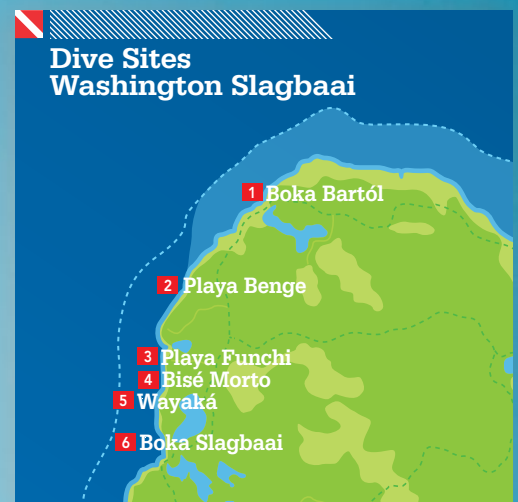 Dive Sites
Washington Slagbaai
1 Boka Bartól
2 Playa Benge
3 Playa Funchi
4 Bisé Morto
5 Wayaká
6 Boka Slagbaai